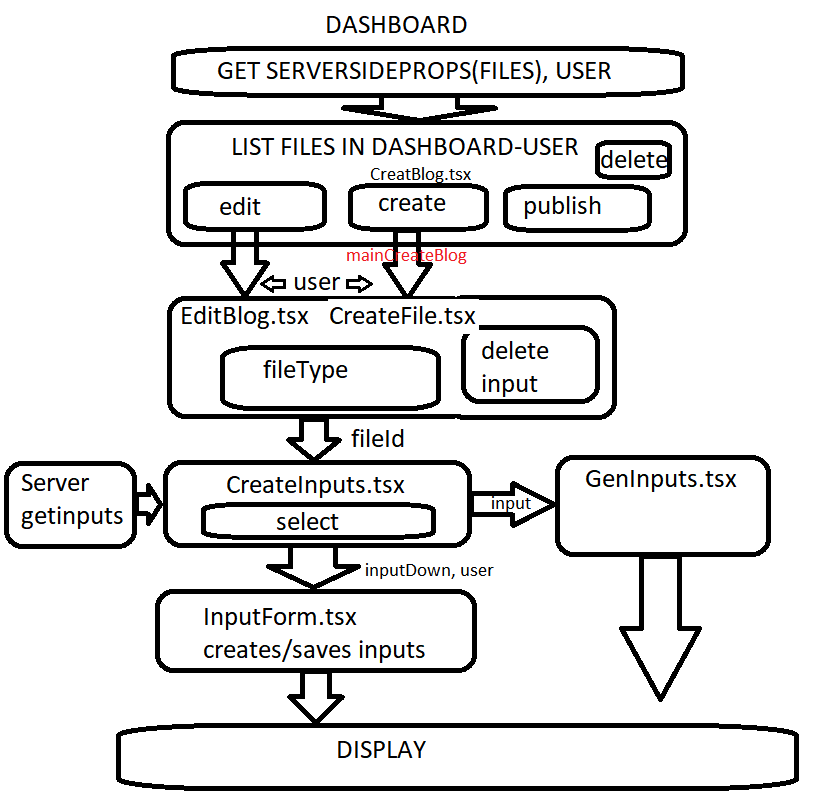 DASHBOARD
GET SERVERSIDEPROPS(FILES), USER
LIST FILES IN DASHBOARD-USER
delete
CreatBlog.tsx
edit
create
publish
mainCreateBlog
user
EditBlog.tsx
CreateFile.tsx
fileType
delete
input
fileId
Server
getinputs
CreateInputs.tsx
select
input
GenInputs.tsx
inputDown, user
InputForm.tsx
creates/saves inputs
DISPLAY